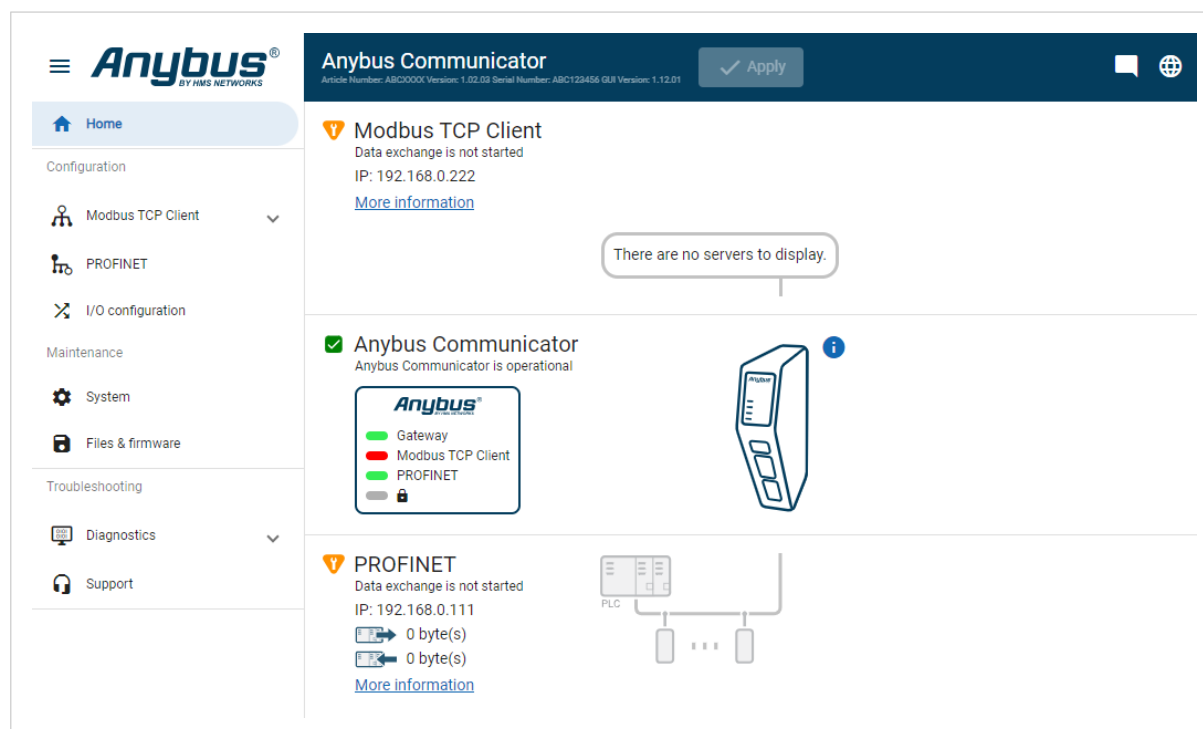 Anybus®
BY HMS NETWORKS
Home
Configuration
Modbus TCP Client
PROFINET
I/O configuration
Maintenance
System
Files & firmware
Troubleshooting
Diagnostics
Support
Anybus Communicator
Article Number: ABCXXXX Version: 1.02.03 Serial Number: ABC123456 GUI Version: 1.12.01
Apply
Modbus TCP Client
Data exchange is not started
IP: 192.168.0.222
More information
There are no servers to display.
Anybus Communicator
Anybus Communicator is operational
Anybus®
BY HMS NETWORKS
Gateway
Modbus TCP Client
PROFINET
Anybus
PROFINET
Data exchange is not started
IP: 192.168.0.111
0 byte(s)
0 byte(s)
More information
PLC